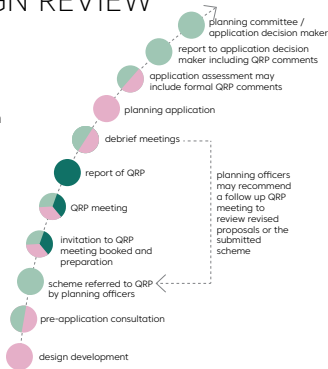 GN REVIEW
planning committee /
application decision maker
report to application decision
maker including QRP comments
application assessment may
include formal QRP comments
planning application
debrief meetings
report of QRP
QRP meeting
invitation to QRP
meeting booked and
preparation
scheme referred to QRP
by planning officers
pre-application consultation
design development
planning officers
may recommend
a follow up QRP
meeting to
review revised
proposals or the
submitted
scheme